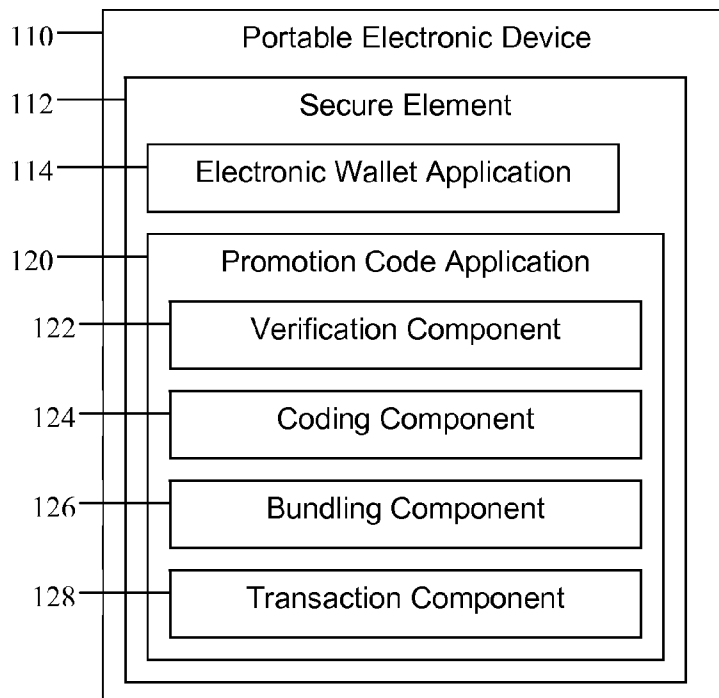 110 Portable Electronic Device
112 Secure Element
114 Electronic Wallet Application
120 Promotion Code Application
122 Verification Component
124 Coding Component
126 Bundling Component
128 Transaction Component